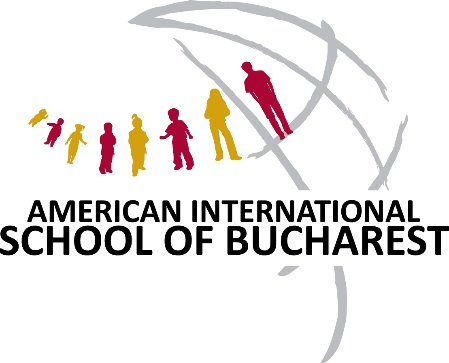 AMERICAN INTERNATIONAL
SCHOOL OF BUCHAREST